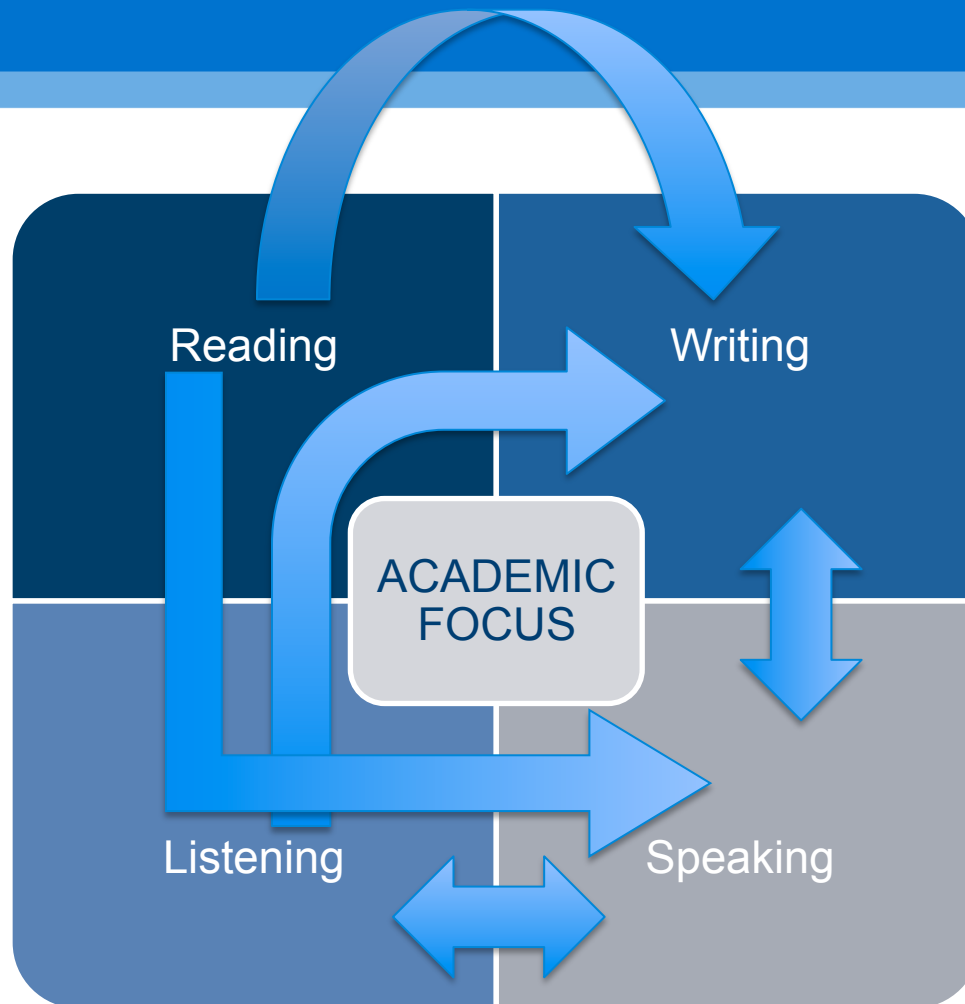 Reading
Writing
ACADEMIC
FOCUS
Listening
Speaking